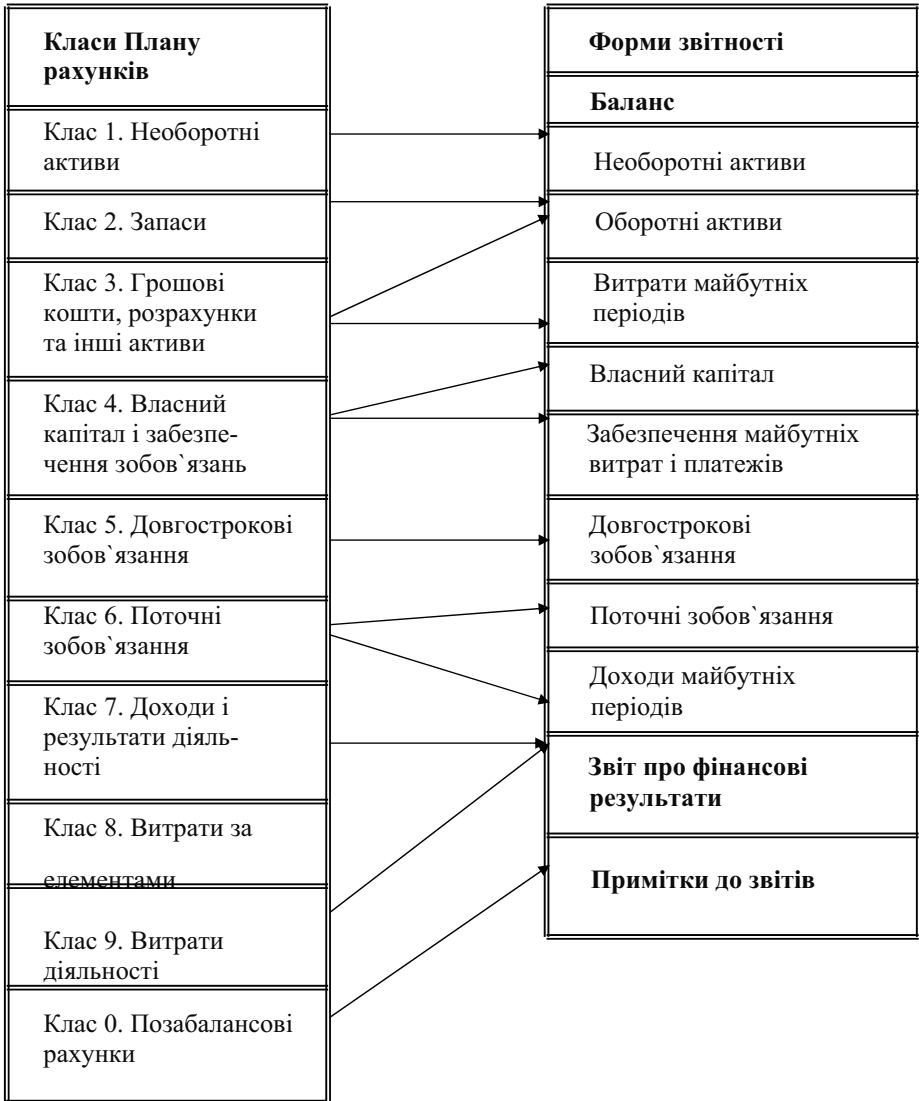 Класи Плану
рахунків
Клас 1. Необоротні
активи
Клас 2. Запаси
Клас 3. Грошові
кошти, розрахунки
та інші активи
Клас 4. Власний
капітал і забезпе-
чення зобов`язань
Клас 5. Довгострокові
зобов`язання
Клас 6. Поточні
зобов`язання
Клас 7. Доходи і
результати діяль-
ності
Клас 8. Витрати за
елементами
Клас 9. Витрати
діяльності
Клас 0. Позабалансові
рахунки
Форми звітності
Баланс
Необоротні активи
Оборотні активи
Витрати майбутніх
періодів
Власний капітал
Забезпечення майбутніх
витрат і платежів
Довгострокові
зобов`язання
Поточні зобов`язання
Доходи майбутніх
періодів
Звіт про фінансові
результати
Примітки до звітів